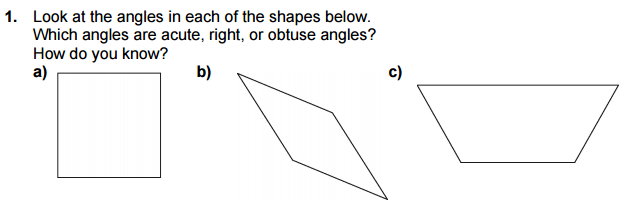 1. Look at the angles in each of the shapes below.
Which angles are acute, right, or obtuse angles?
How do you know?
a) b) c)